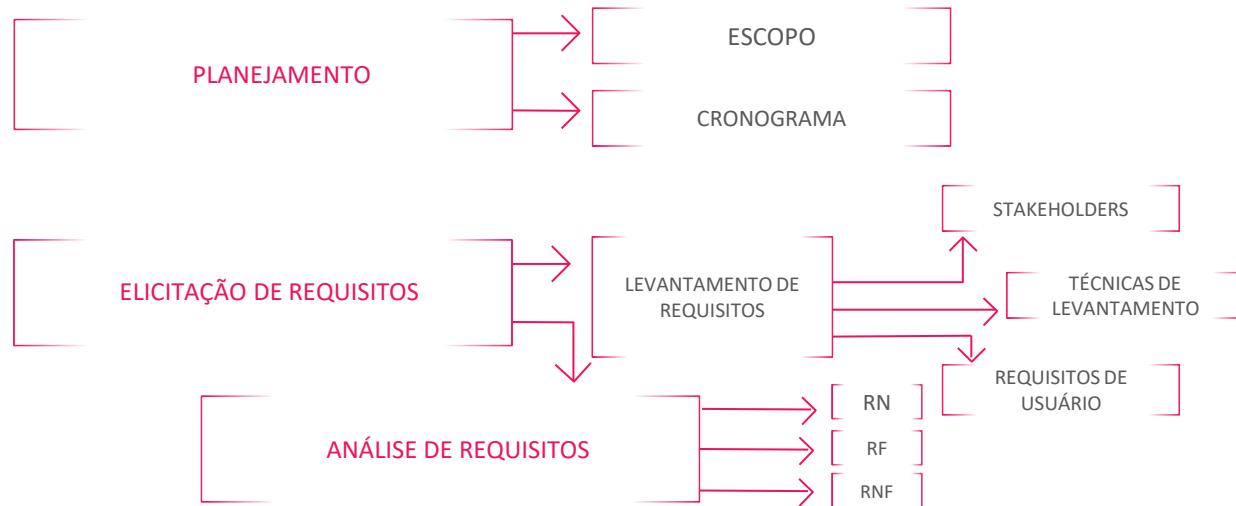 ESCOPO
PLANEJAMENTO
CRONOGRAMA
STAKEHOLDERS
ELICITAÇÃO DE REQUISITOS
LEVANTAMENTO DE
REQUISITOS
TÉCNICAS DE
LEVANTAMENTO
REQUISITOS DE
USUÁRIO
ANÁLISE DE REQUISITOS
RN
RF
RNF